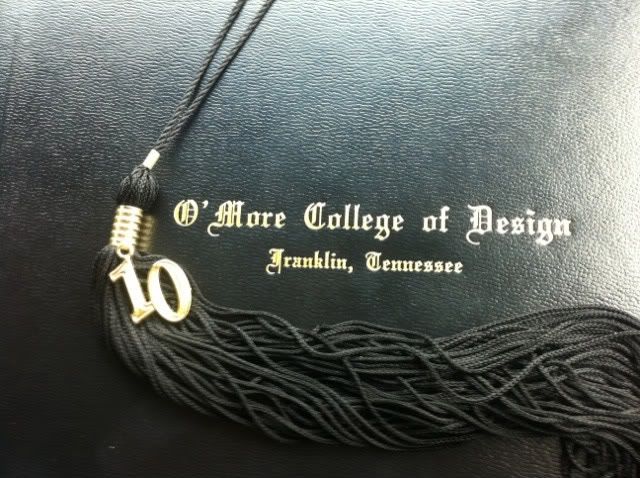 O'More College of Design
Franklin, Tennessee
10